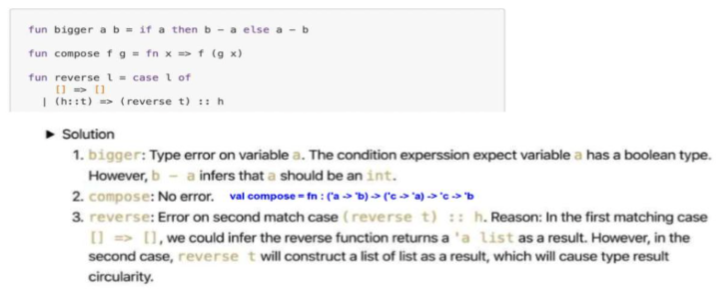 fun bigger a b = if a then b - a else a - b
fun compose f g = fn x => f (g x)
fun reverse l = case l of
[] => []
| (h::t) => (reverse t) :: h
▶ Solution
1. bigger: Type error on variable a. The condition experssion expect variable a has a boolean type.
However, b - a infers that a should be an int.
2. compose: No error. val compose = fn : ('a -> 'b) -> ('c -> 'a) -> 'c -> 'b
3. reverse: Error on second match case (reverse t) :: h. Reason: In the first matching case
[] => [], we could infer the reverse function returns a 'a list as a result. However, in the
second case, reverse t will construct a list of list as a result, which will cause type result
circularity.